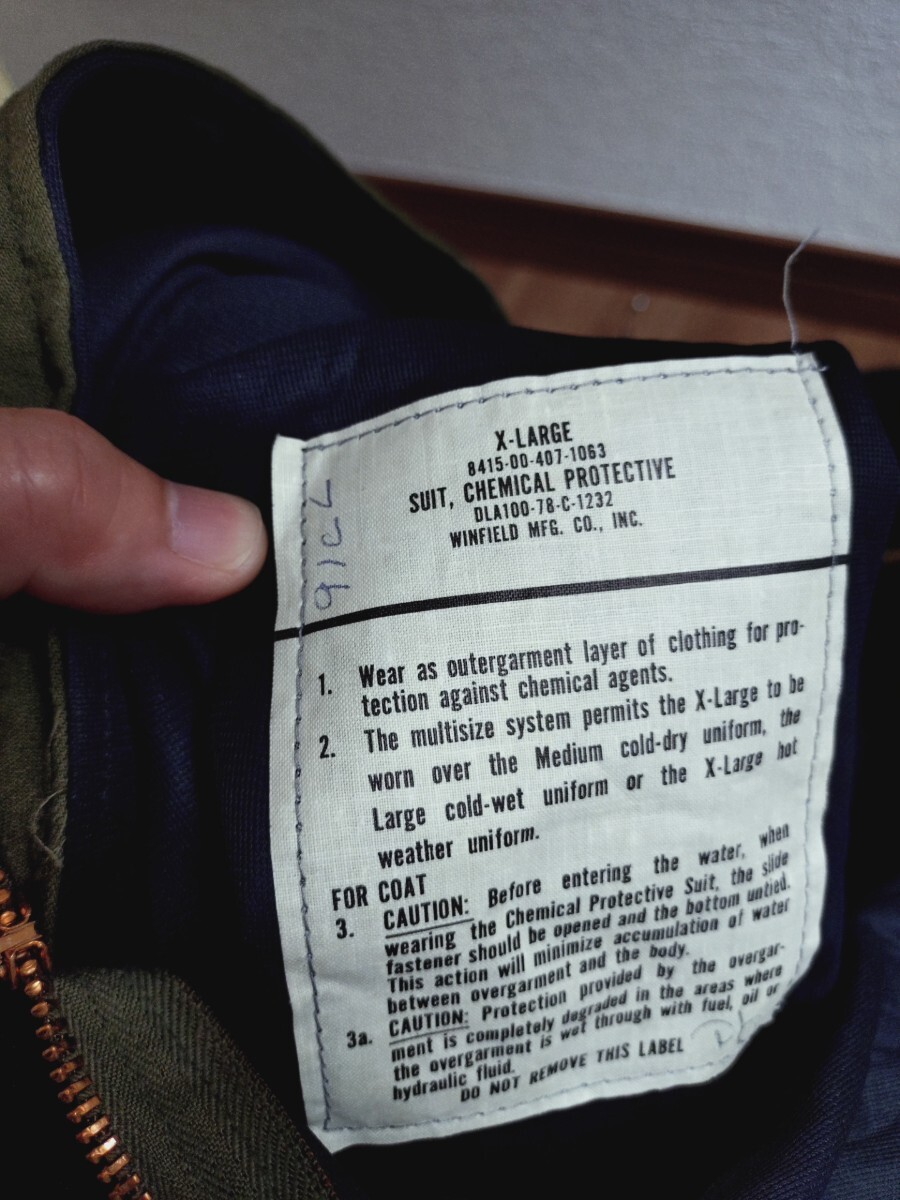 X-LARGE
8415-00-407-1063
SUIT, CHEMICAL PROTECTIVE
DLA100-78-C-1232
WINFIELD MFG. CO., INC.
1. Wear as outergarment layer of clothing for pro-
tection against chemical agents.
2. The multisize system permits the X-Large to be
worn over the Medium cold-dry uniform, the
Large cold-wet uniform or the X-Large hot
weather uniform.
FOR COAT
3. CAUTION: Before entering the water, when
wearing the Chemical Protective Suit, the slide
fastener should be opened and the bottom untied.
This action will minimize accumulation of water
between overgarment and the body.
3a. CAUTION: Protection provided by the overgar-
ment is completely degraded in the areas where
the overgarment is wet through with fuel, oil or
hydraulic fluid.
DO NOT REMOVE THIS LABEL